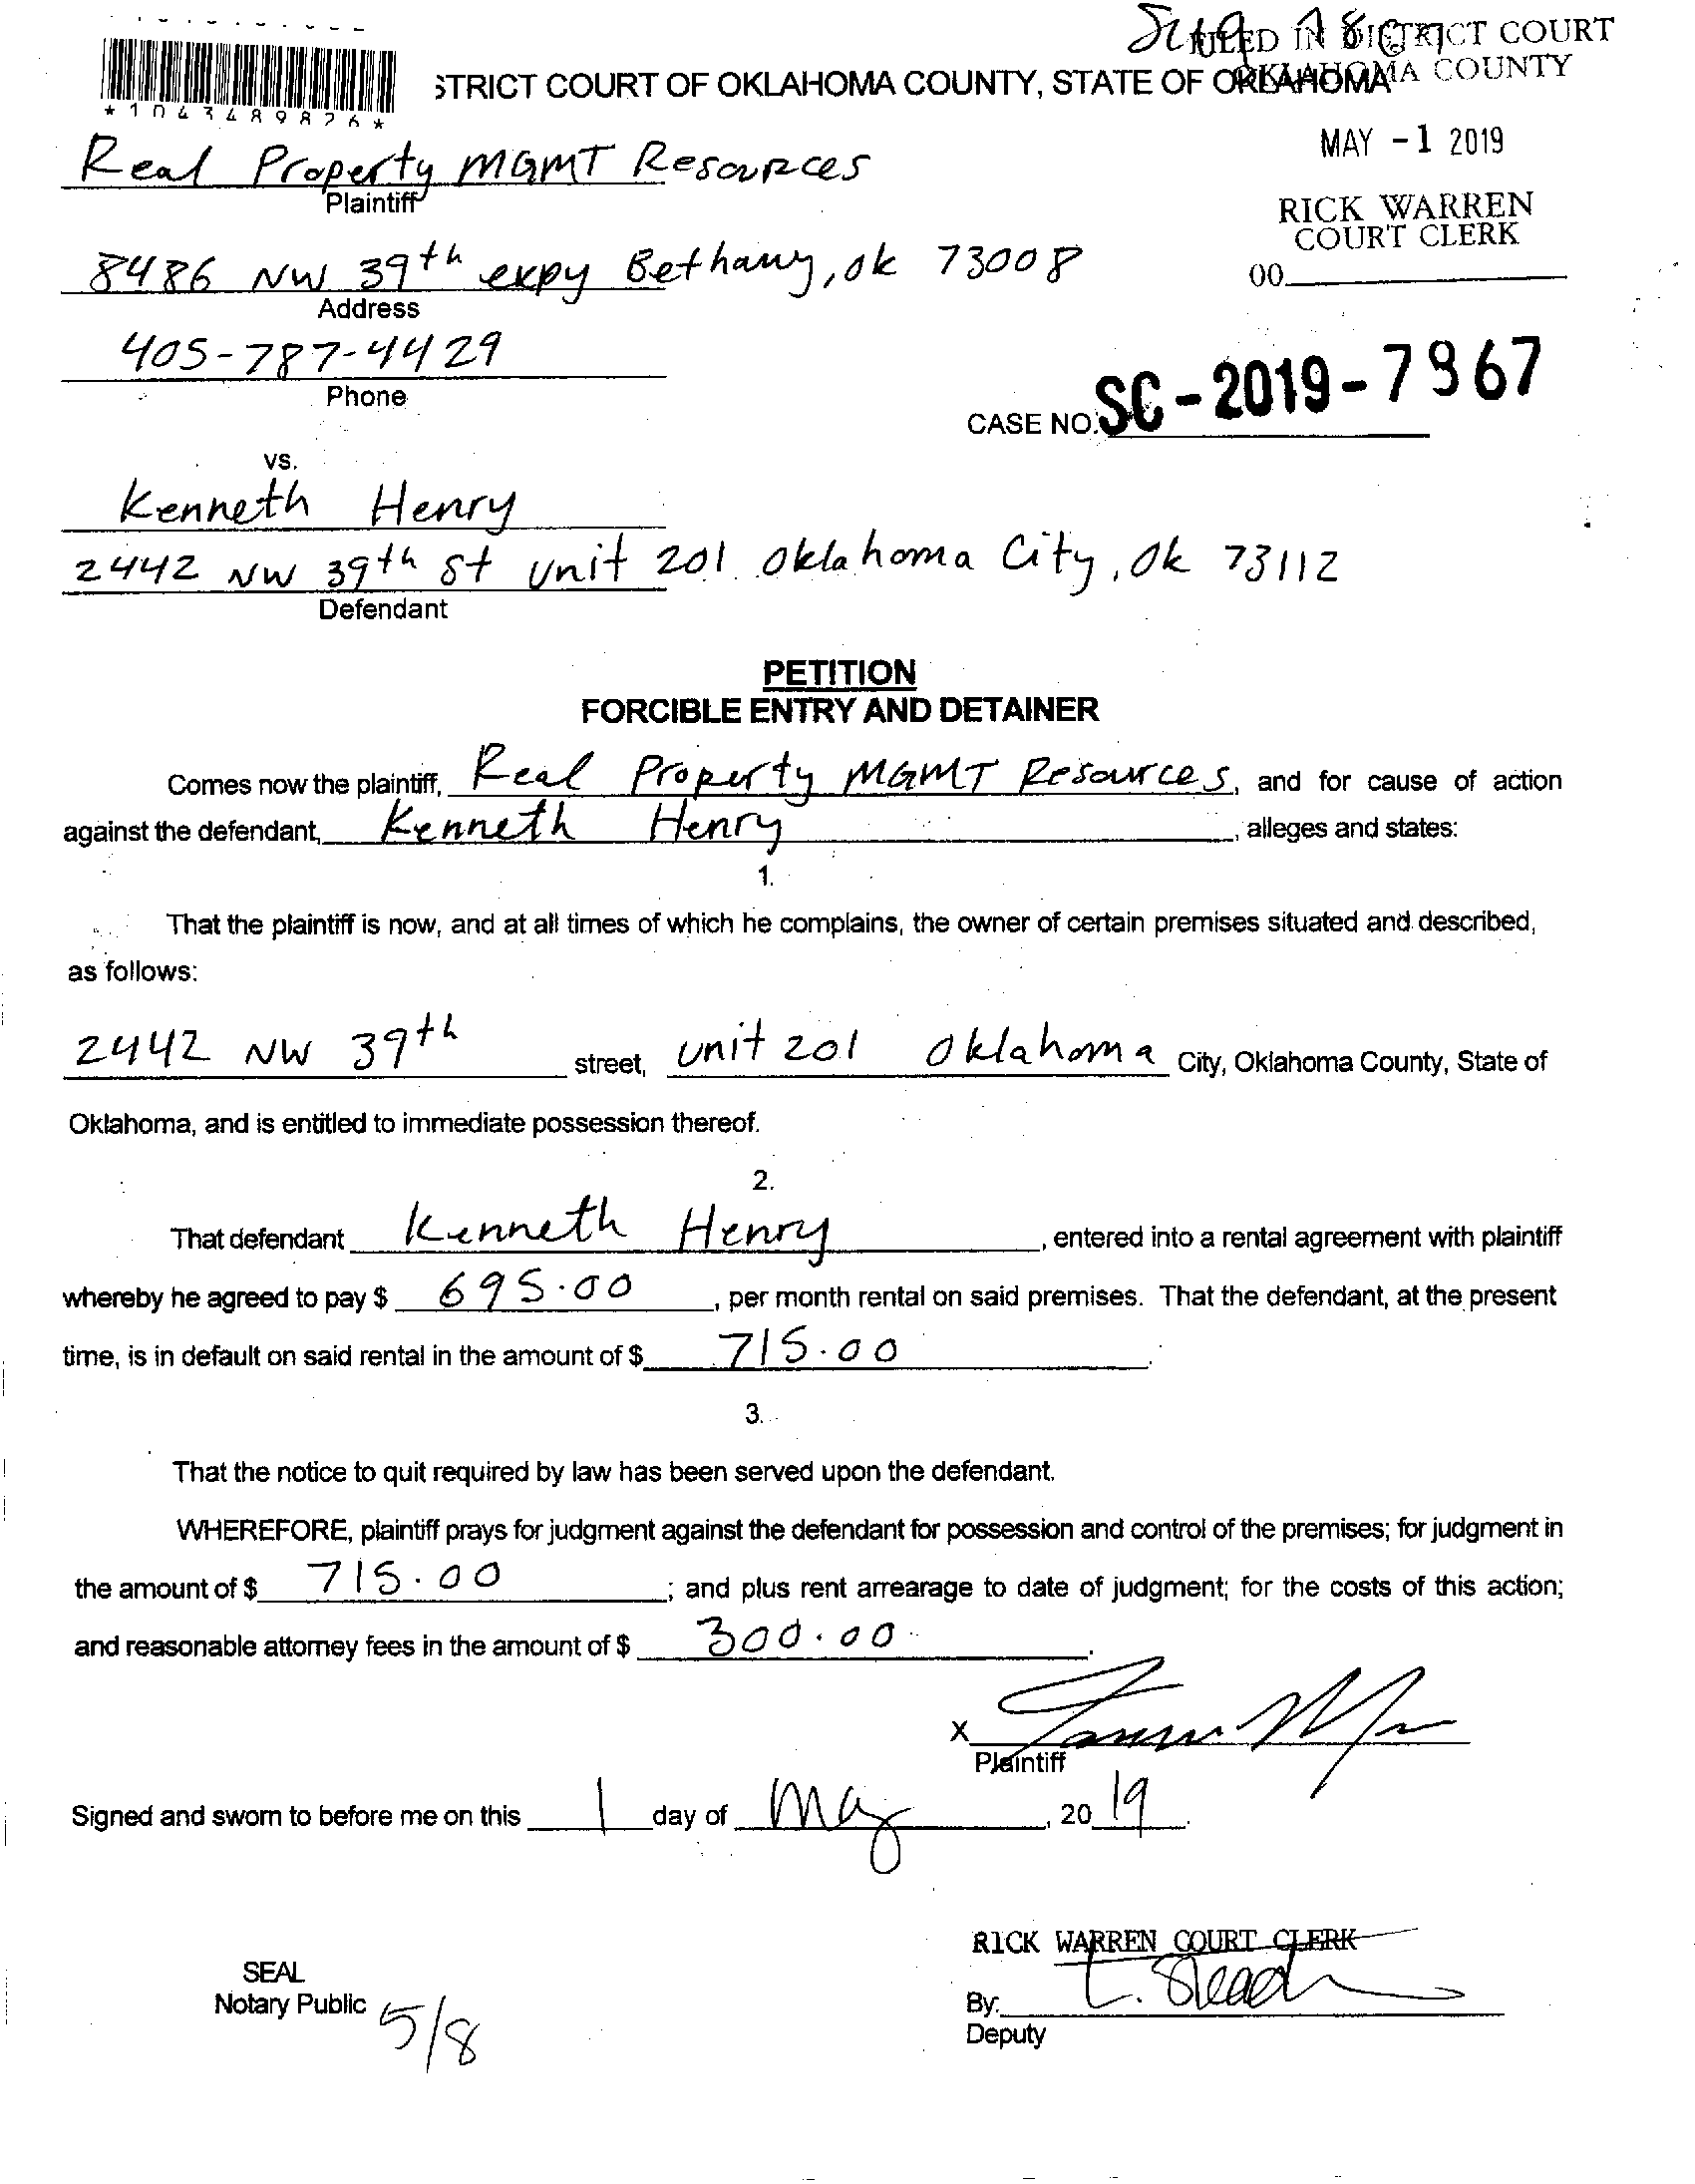 FILED IN DISTRICT COURT
OKLAHOMA COUNTY
STRICT COURT OF OKLAHOMA COUNTY, STATE OF OKLAHOMA
*1043489876*
MAY -1 2019
Real Property MGMT Resources
Plaintiff
RICK WARREN
COURT CLERK
8486 NW 39th expy Bethany, ok 73008
00
Address
405-787-4429
Phone
CASE NO. SC-2019-7967
vs.
Kenneth Henry
2442 NW 39th St Unit 201 Oklahoma City, Ok 73112
Defendant
PETITION
FORCIBLE ENTRY AND DETAINER
Comes now the plaintiff, Real Property MGMT Resources, and for cause of action
against the defendant, Kenneth Henry, alleges and states:
1.
That the plaintiff is now, and at all times of which he complains, the owner of certain premises situated and described,
as follows:
2442 NW 39th street, Unit 201 Oklahoma City, Oklahoma County, State of
Oklahoma, and is entitled to immediate possession thereof.
2.
That defendant Kenneth Henry, entered into a rental agreement with plaintiff
whereby he agreed to pay $ 695.00, per month rental on said premises. That the defendant, at the present
time, is in default on said rental in the amount of $ 715.00.
3.
That the notice to quit required by law has been served upon the defendant.
WHEREFORE, plaintiff prays for judgment against the defendant for possession and control of the premises; for judgment in
the amount of $ 715.00; and plus rent arrearage to date of judgment; for the costs of this action;
and reasonable attorney fees in the amount of $ 300.00.
X
Plaintiff
Signed and sworn to before me on this 1 day of May, 20 19.
RICK WARREN COURT CLERK
SEAL
Notary Public
5/8
By:
Deputy